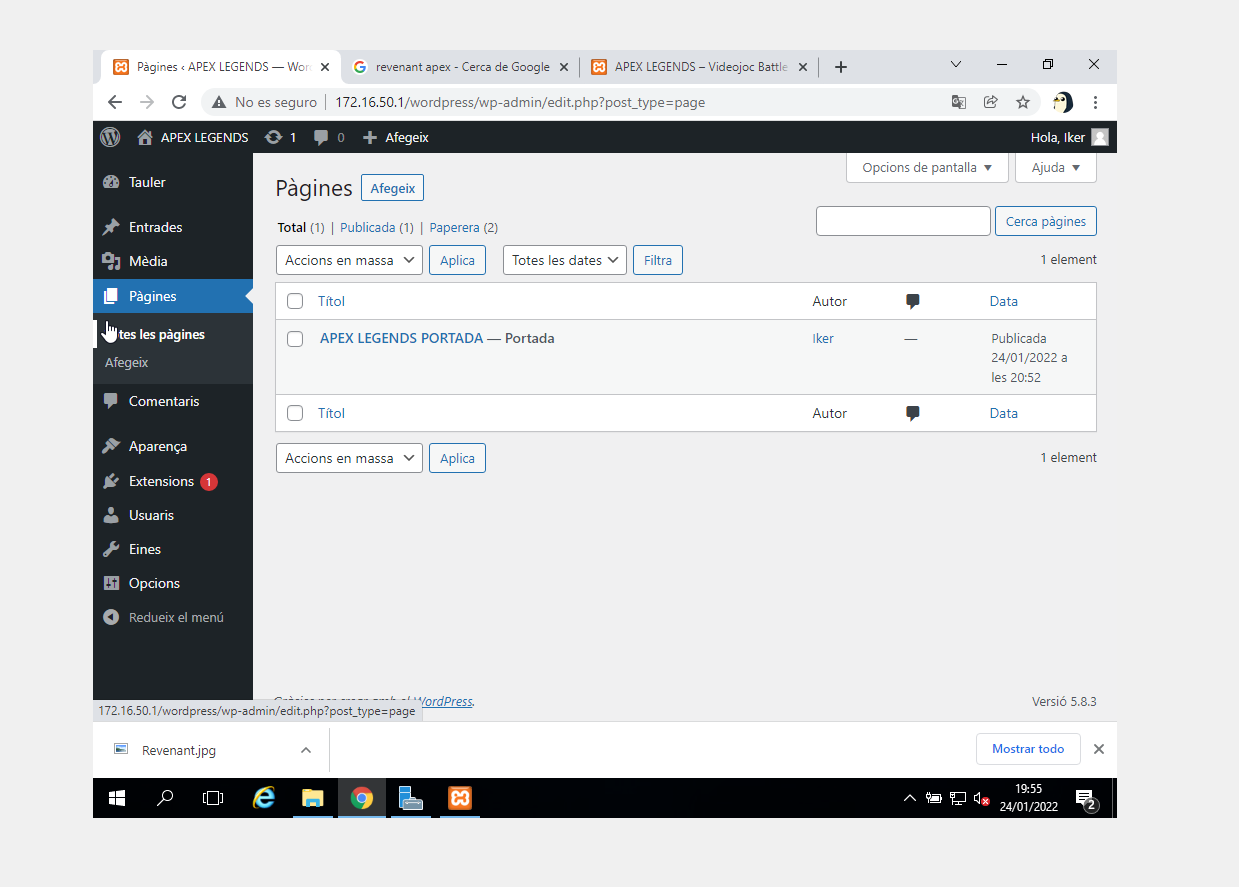 Pàgines ‹ APEX LEGENDS — Wor
revenant apex - Cerca de Google
APEX LEGENDS – Videojoc Battle
No es seguro
172.16.50.1/wordpress/wp-admin/edit.php?post_type=page
APEX LEGENDS
1
0
Afegeix
Hola, Iker
Tauler
Entrades
Mèdia
Pàgines
les pàgines
Afegeix
Comentaris
Aparença
Extensions 1
Usuaris
Eines
Opcions
Redueix el menú
Opcions de pantalla
Ajuda
Pàgines
Afegeix
Total (1) | Publicada (1) | Paperera (2)
Cerca pàgines
Accions en massa
Aplica
Totes les dates
Filtra
1 element
Títol
Autor
Data
APEX LEGENDS PORTADA — Portada
Iker
—
Publicada
24/01/2022 a
les 20:52
Títol
Autor
Data
Accions en massa
Aplica
1 element
WordPress.
Versió 5.8.3
172.16.50.1/wordpress/wp-admin/edit.php?post_type=page
Revenant.jpg
Mostrar todo
19:55
24/01/2022
2